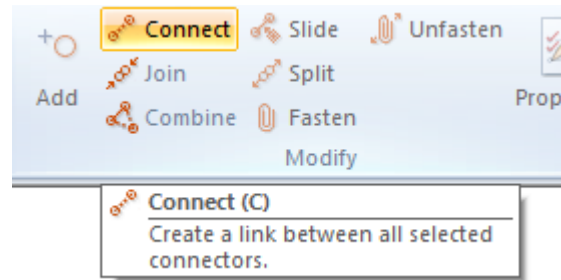 Connect Slide Unfasten
Join Split
Add Prop
Combine Fasten
Modify
Connect (C)
Create a link between all selected
connectors.